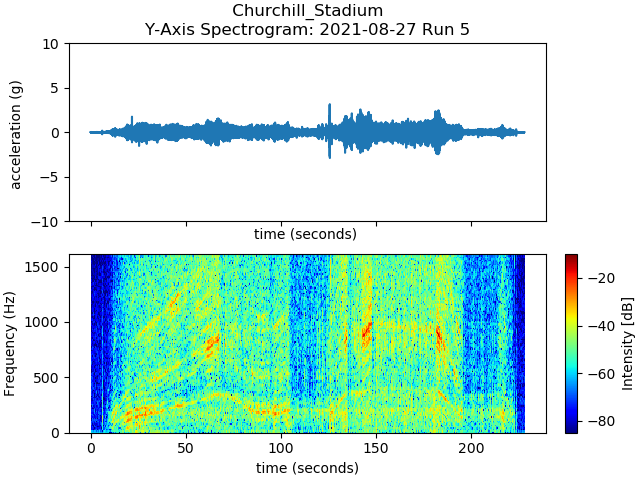 Churchill_Stadium
Y-Axis Spectrogram: 2021-08-27 Run 5
10
5
0
−5
−10
acceleration (g)
time (seconds)
1500
1000
500
0
Frequency (Hz)
0 50 100 150 200
time (seconds)
−20
−40
−60
−80
Intensity [dB]